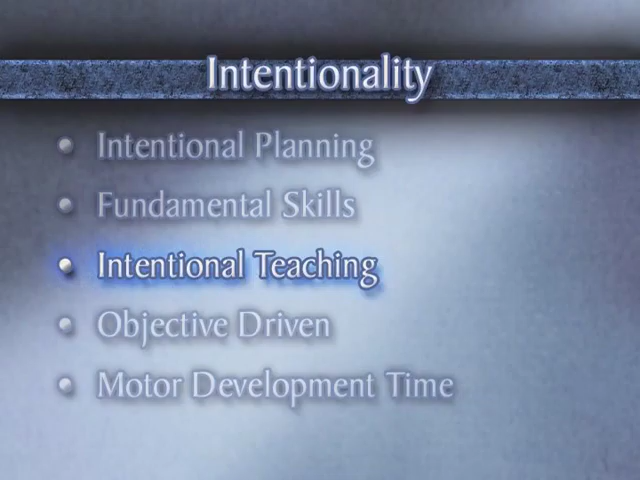 Intentionality
• Intentional Planning
• Fundamental Skills
• Intentional Teaching
• Objective Driven
• Motor Development Time